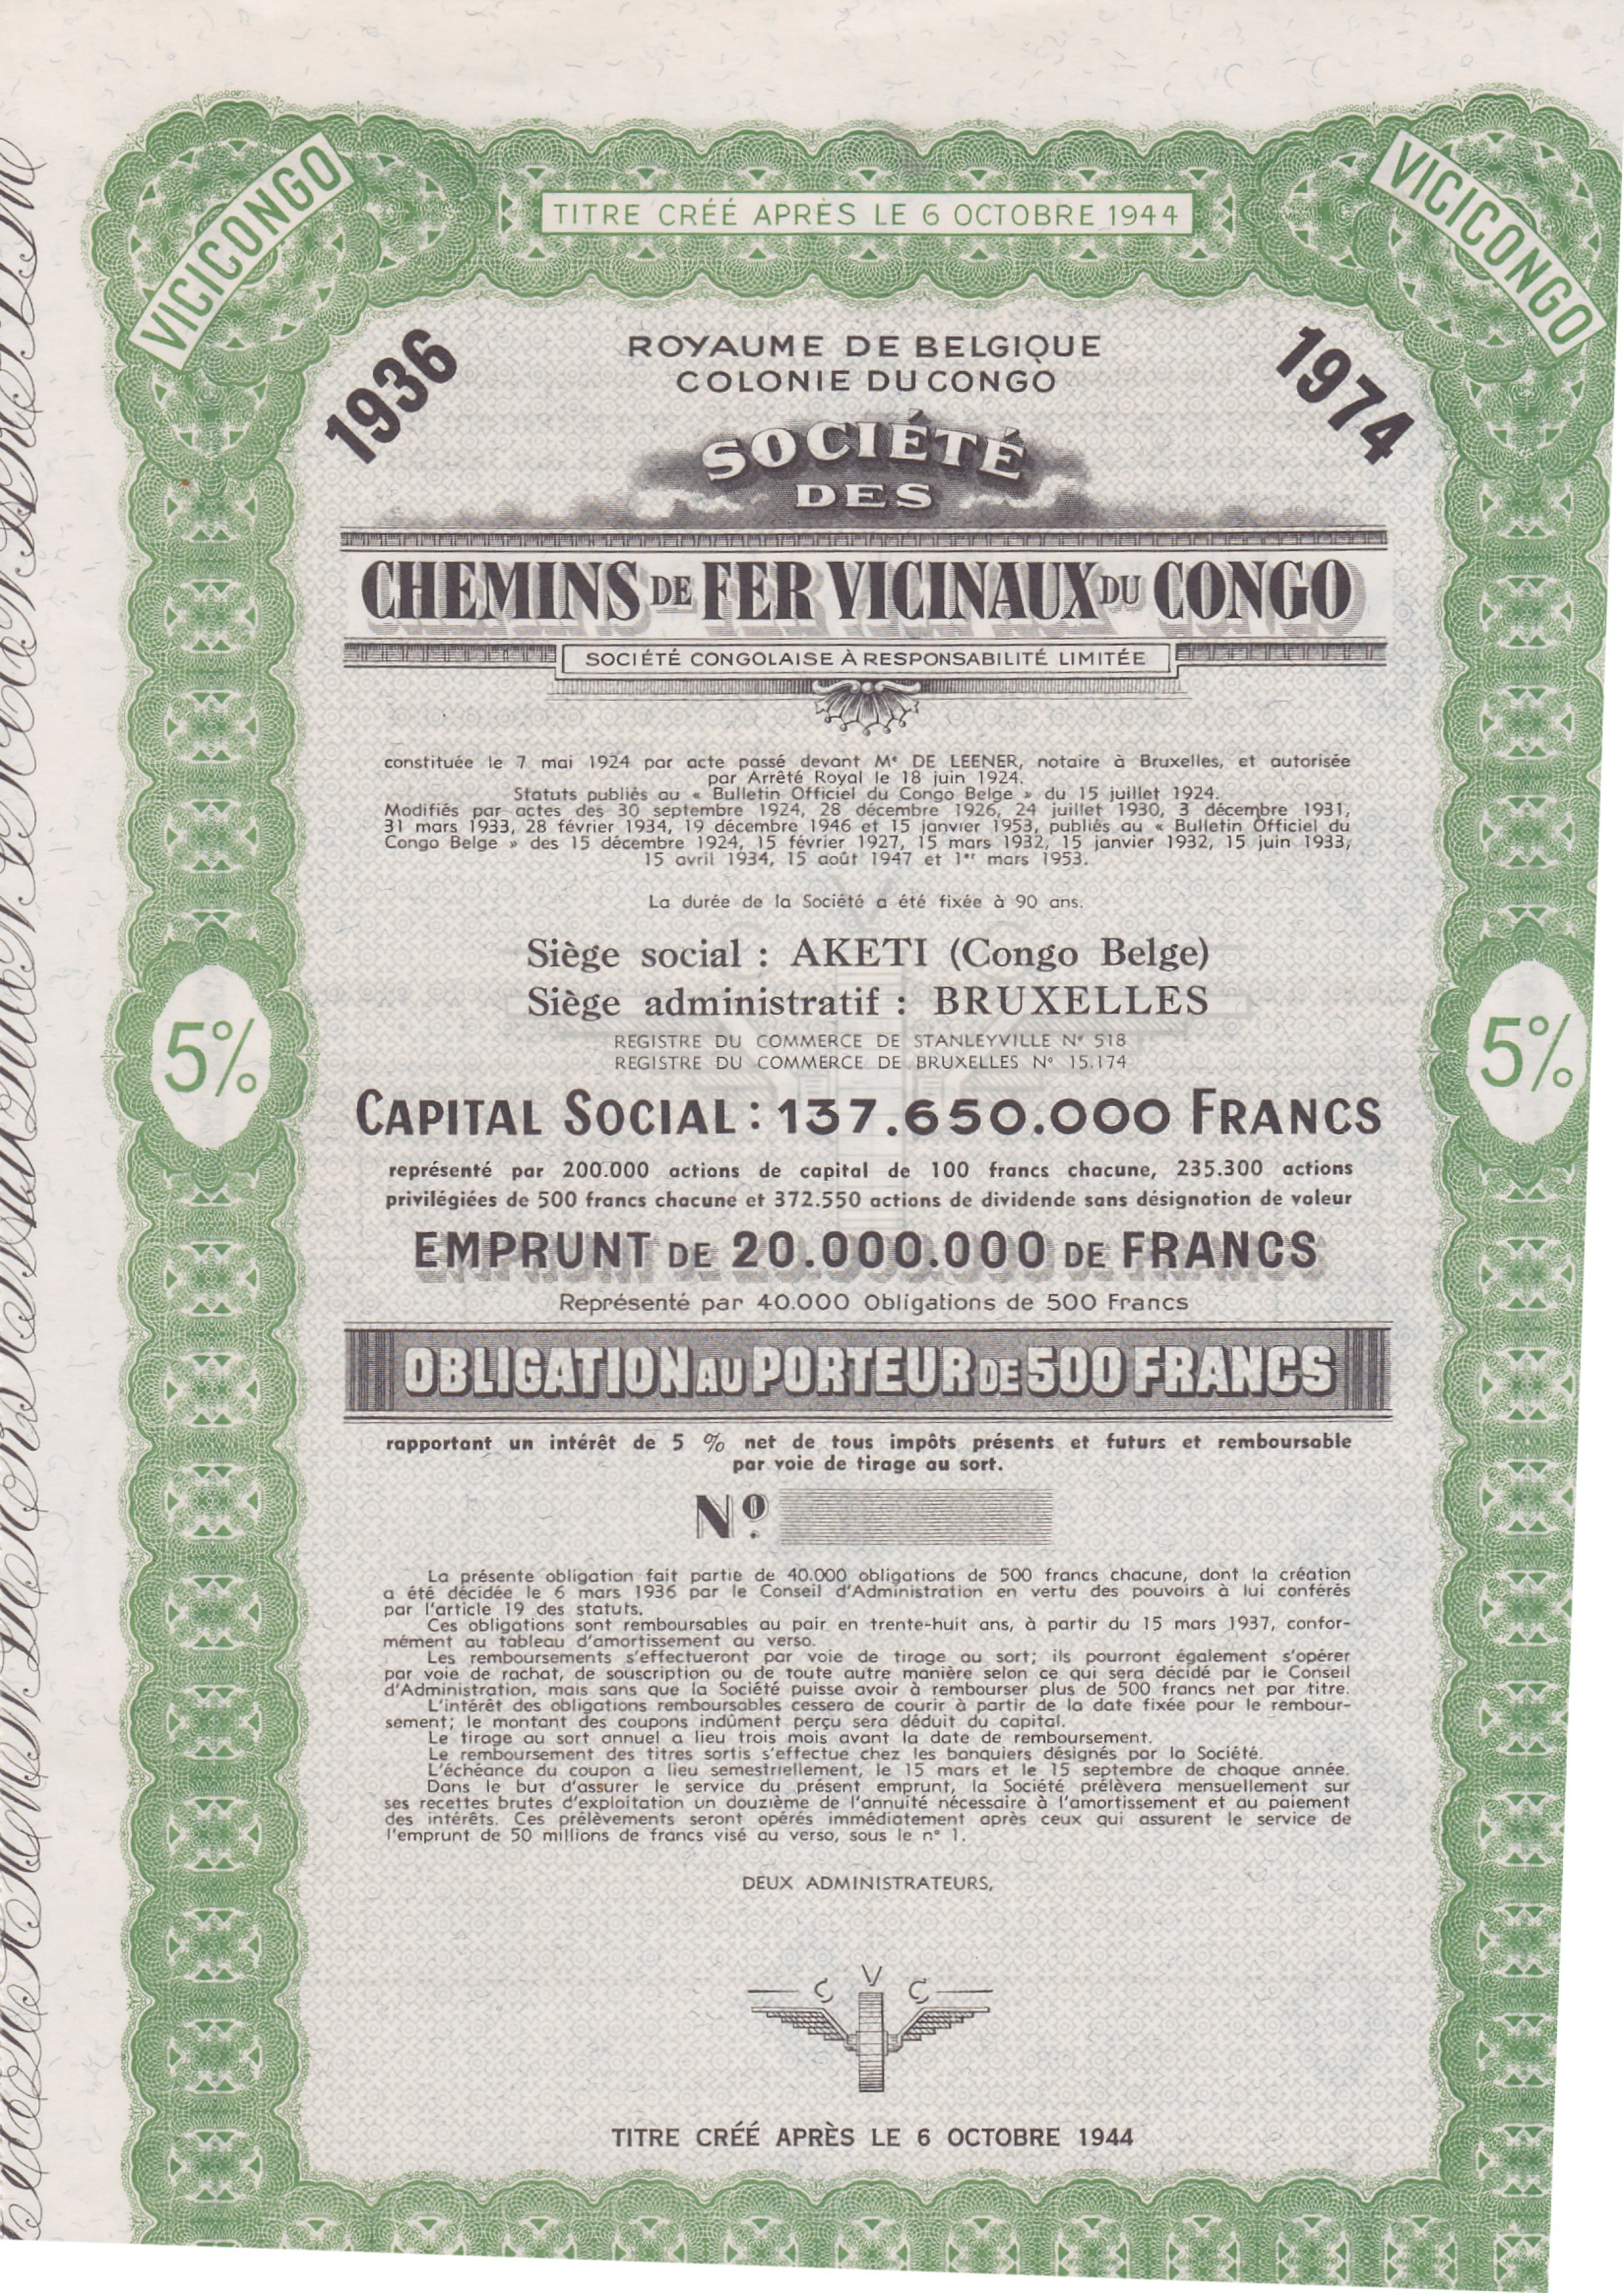 VICICONGO
TITRE CRÉÉ APRÈS LE 6 OCTOBRE 1944
VICICONGO
1936
1974
ROYAUME DE BELGIQUE
COLONIE DU CONGO
SOCIÉTÉ
DES
CHEMINS DE FER VICINAUX DU CONGO
SOCIÉTÉ CONGOLAISE À RESPONSABILITÉ LIMITÉE
constituée le 7 mai 1924 par acte passé devant Me DE LEENER, notaire à Bruxelles, et autorisée
par Arrêté Royal le 18 juin 1924.
Statuts publiés au « Bulletin Officiel du Congo Belge » du 15 juillet 1924.
Modifiés par actes des 30 septembre 1924, 28 décembre 1926, 24 juillet 1930, 3 décembre 1931,
31 mars 1933, 28 février 1934, 19 décembre 1946 et 15 janvier 1953, publiés au « Bulletin Officiel du
Congo Belge » des 15 décembre 1924, 15 février 1927, 15 mars 1932, 15 janvier 1932, 15 juin 1933,
15 avril 1934, 15 août 1947 et 1er mars 1953.
La durée de la Société a été fixée à 90 ans.
Siège social : AKETI (Congo Belge)
Siège administratif : BRUXELLES
REGISTRE DU COMMERCE DE STANLEYVILLE No 518
REGISTRE DU COMMERCE DE BRUXELLES No 15.174
5%
5%
CAPITAL SOCIAL : 137.650.000 FRANCS
représenté par 200.000 actions de capital de 100 francs chacune, 235.300 actions
privilégiées de 500 francs chacune et 372.550 actions de dividende sans désignation de valeur
EMPRUNT DE 20.000.000 DE FRANCS
Représenté par 40.000 Obligations de 500 Francs
OBLIGATION AU PORTEUR DE 500 FRANCS
rapportant un intérêt de 5 % net de tous impôts présents et futurs et remboursable
par voie de tirage au sort.
No.
La présente obligation fait partie de 40.000 obligations de 500 francs chacune, dont la création
a été décidée le 6 mars 1936 par le Conseil d'Administration en vertu des pouvoirs à lui conférés
par l'article 19 des statuts.
Ces obligations sont remboursables au pair en trente-huit ans, à partir du 15 mars 1937, confor-
mément au tableau d'amortissement au verso.
Les remboursements s'effectueront par voie de tirage au sort; ils pourront également s'opérer
par voie de rachat, de souscription ou de toute autre manière selon ce qui sera décidé par le Conseil
d'Administration, mais sans que la Société puisse avoir à rembourser plus de 500 francs net par titre.
L'intérêt des obligations remboursables cessera de courir à partir de la date fixée pour le rembour-
sement; le montant des coupons indûment perçu sera déduit du capital.
Le tirage au sort annuel a lieu trois mois avant la date de remboursement.
Le remboursement des titres sortis s'effectue chez les banquiers désignés par la Société.
L'échéance du coupon a lieu semestriellement, le 15 mars et le 15 septembre de chaque année.
Dans le but d'assurer le service du présent emprunt, la Société prélèvera mensuellement sur
ses recettes brutes d'exploitation un douzième de l'annuité nécessaire à l'amortissement et au paiement
des intérêts. Ces prélèvements seront opérés immédiatement après ceux qui assurent le service de
l'emprunt de 50 millions de francs visé au verso, sous le no 1.
DEUX ADMINISTRATEURS,
C V C
TITRE CRÉÉ APRÈS LE 6 OCTOBRE 1944